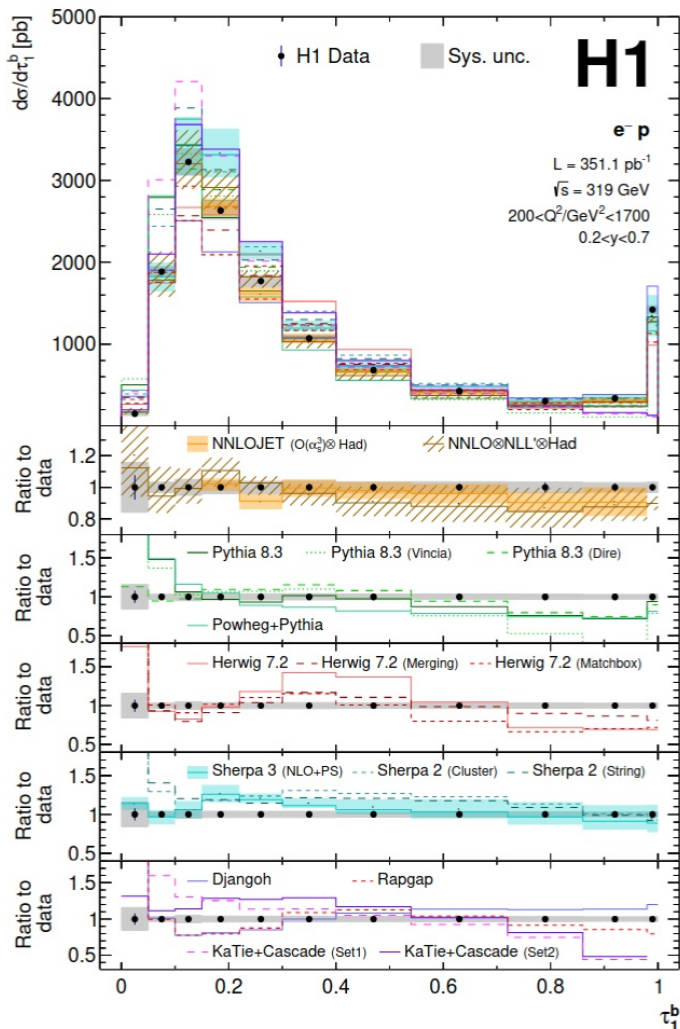 dσ/dτ₁ᵇ [pb]
5000
4000
3000
2000
1000
H1 Data
Sys. unc.
H1
e⁻ p
L = 351.1 pb⁻¹
√s = 319 GeV
200<Q²/GeV²<1700
0.2<y<0.7
Ratio to
data
1.2
1
0.8
NNLOJET (O(αₛ³)⊗ Had)
NNLO⊗NLL'⊗Had
Ratio to
data
1.5
1
0.5
Pythia 8.3
Pythia 8.3 (Vincia)
Pythia 8.3 (Dire)
Powheg+Pythia
Ratio to
data
1.5
1
0.5
Herwig 7.2
Herwig 7.2 (Merging)
Herwig 7.2 (Matchbox)
Ratio to
data
1.5
1
0.5
Sherpa 3 (NLO+PS)
Sherpa 2 (Cluster)
Sherpa 2 (String)
Ratio to
data
1.5
1
0.5
Djangoh
Rapgap
KaTie+Cascade (Set1)
KaTie+Cascade (Set2)
0 0.2 0.4 0.6 0.8 1
τ₁ᵇ